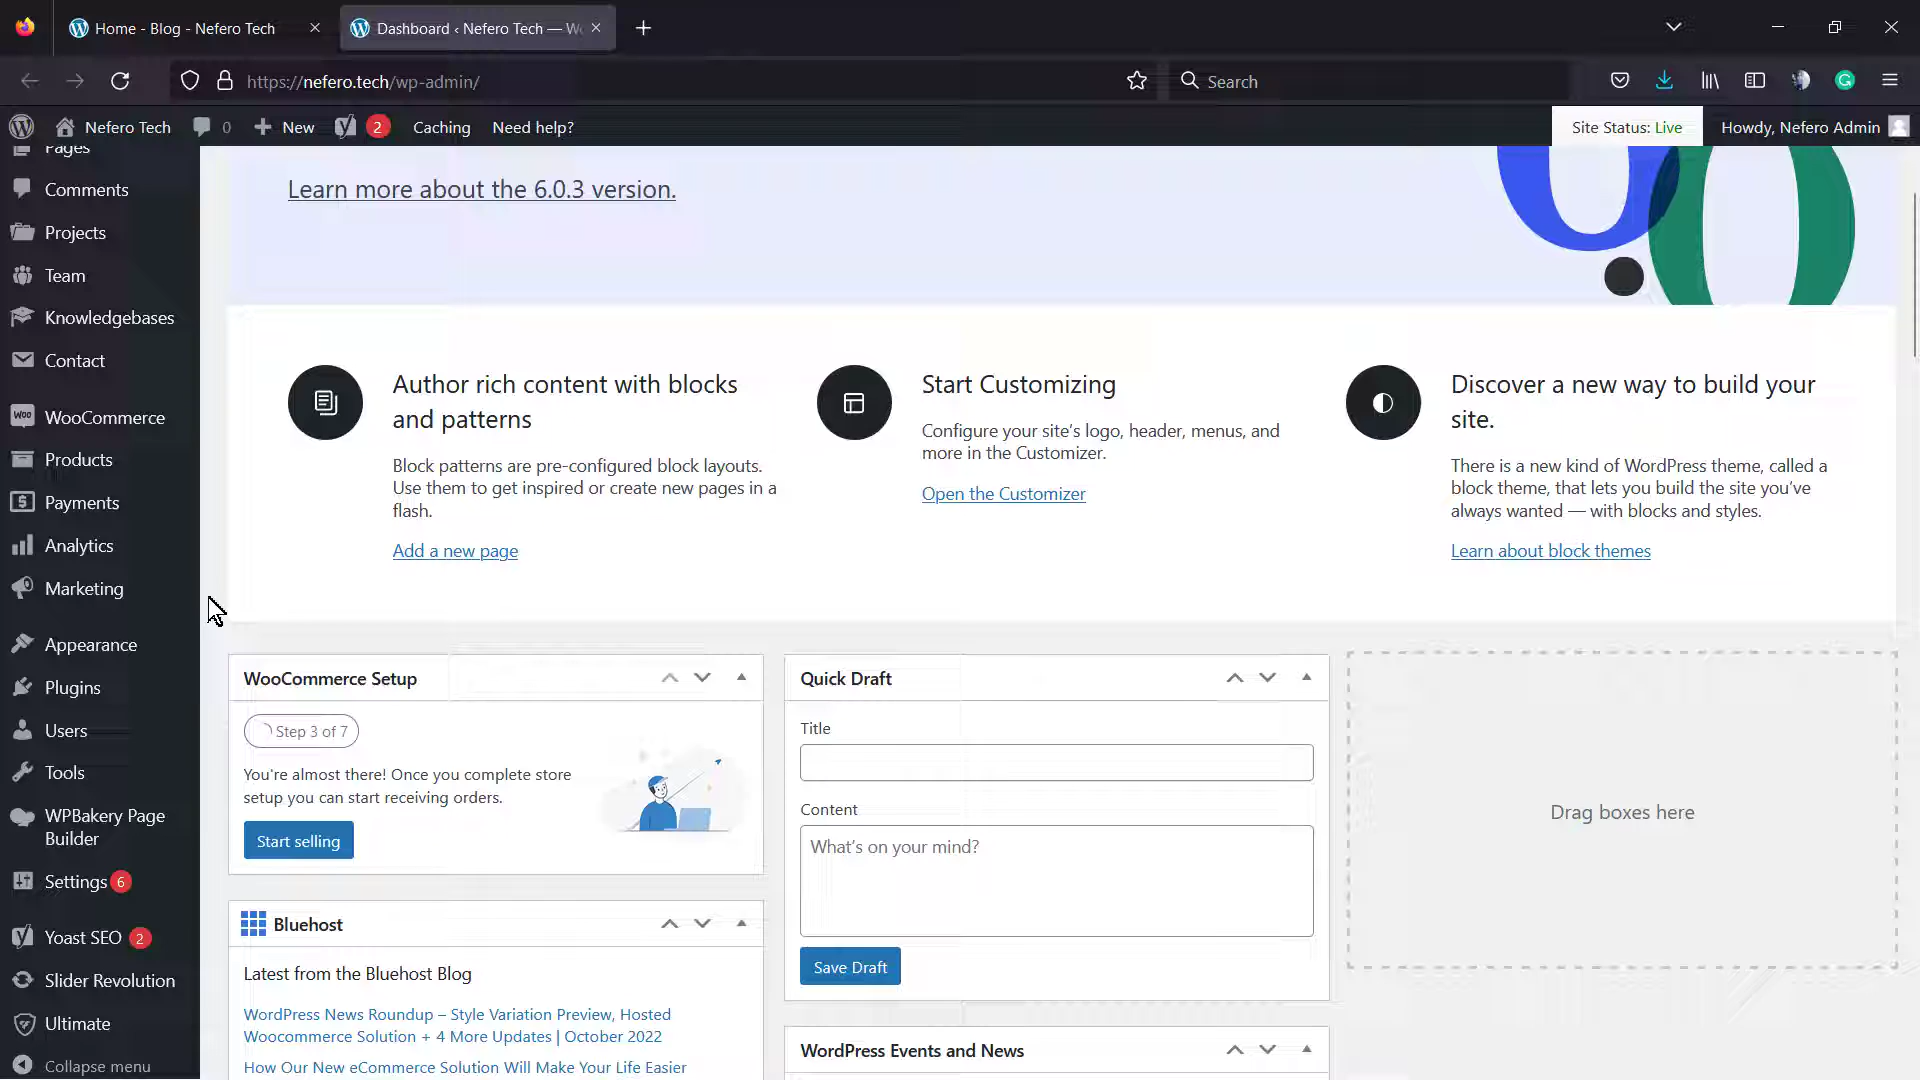 Home - Blog - Nefero Tech
Dashboard ‹ Nefero Tech — Wo
https://nefero.tech/wp-admin/
Search
Nefero Tech
0
New
2
Caching
Need help?
Site Status: Live
Howdy, Nefero Admin
Pages
Comments
Projects
Team
Knowledgebases
Contact
WooCommerce
Products
Payments
Analytics
Marketing
Appearance
Plugins
Users
Tools
WPBakery Page
Builder
Settings 6
Yoast SEO 2
Slider Revolution
Ultimate
Collapse menu
Learn more about the 6.0.3 version.
Author rich content with blocks
and patterns
Block patterns are pre-configured block layouts.
Use them to get inspired or create new pages in a
flash.
Add a new page
Start Customizing
Configure your site's logo, header, menus, and
more in the Customizer.
Open the Customizer
Discover a new way to build your
site.
There is a new kind of WordPress theme, called a
block theme, that lets you build the site you've
always wanted — with blocks and styles.
Learn about block themes
WooCommerce Setup
Step 3 of 7
You're almost there! Once you complete store
setup you can start receiving orders.
Start selling
Bluehost
Latest from the Bluehost Blog
WordPress News Roundup – Style Variation Preview, Hosted
Woocommerce Solution + 4 More Updates | October 2022
How Our New eCommerce Solution Will Make Your Life Easier
Quick Draft
Title
Content
What's on your mind?
Save Draft
WordPress Events and News
Drag boxes here